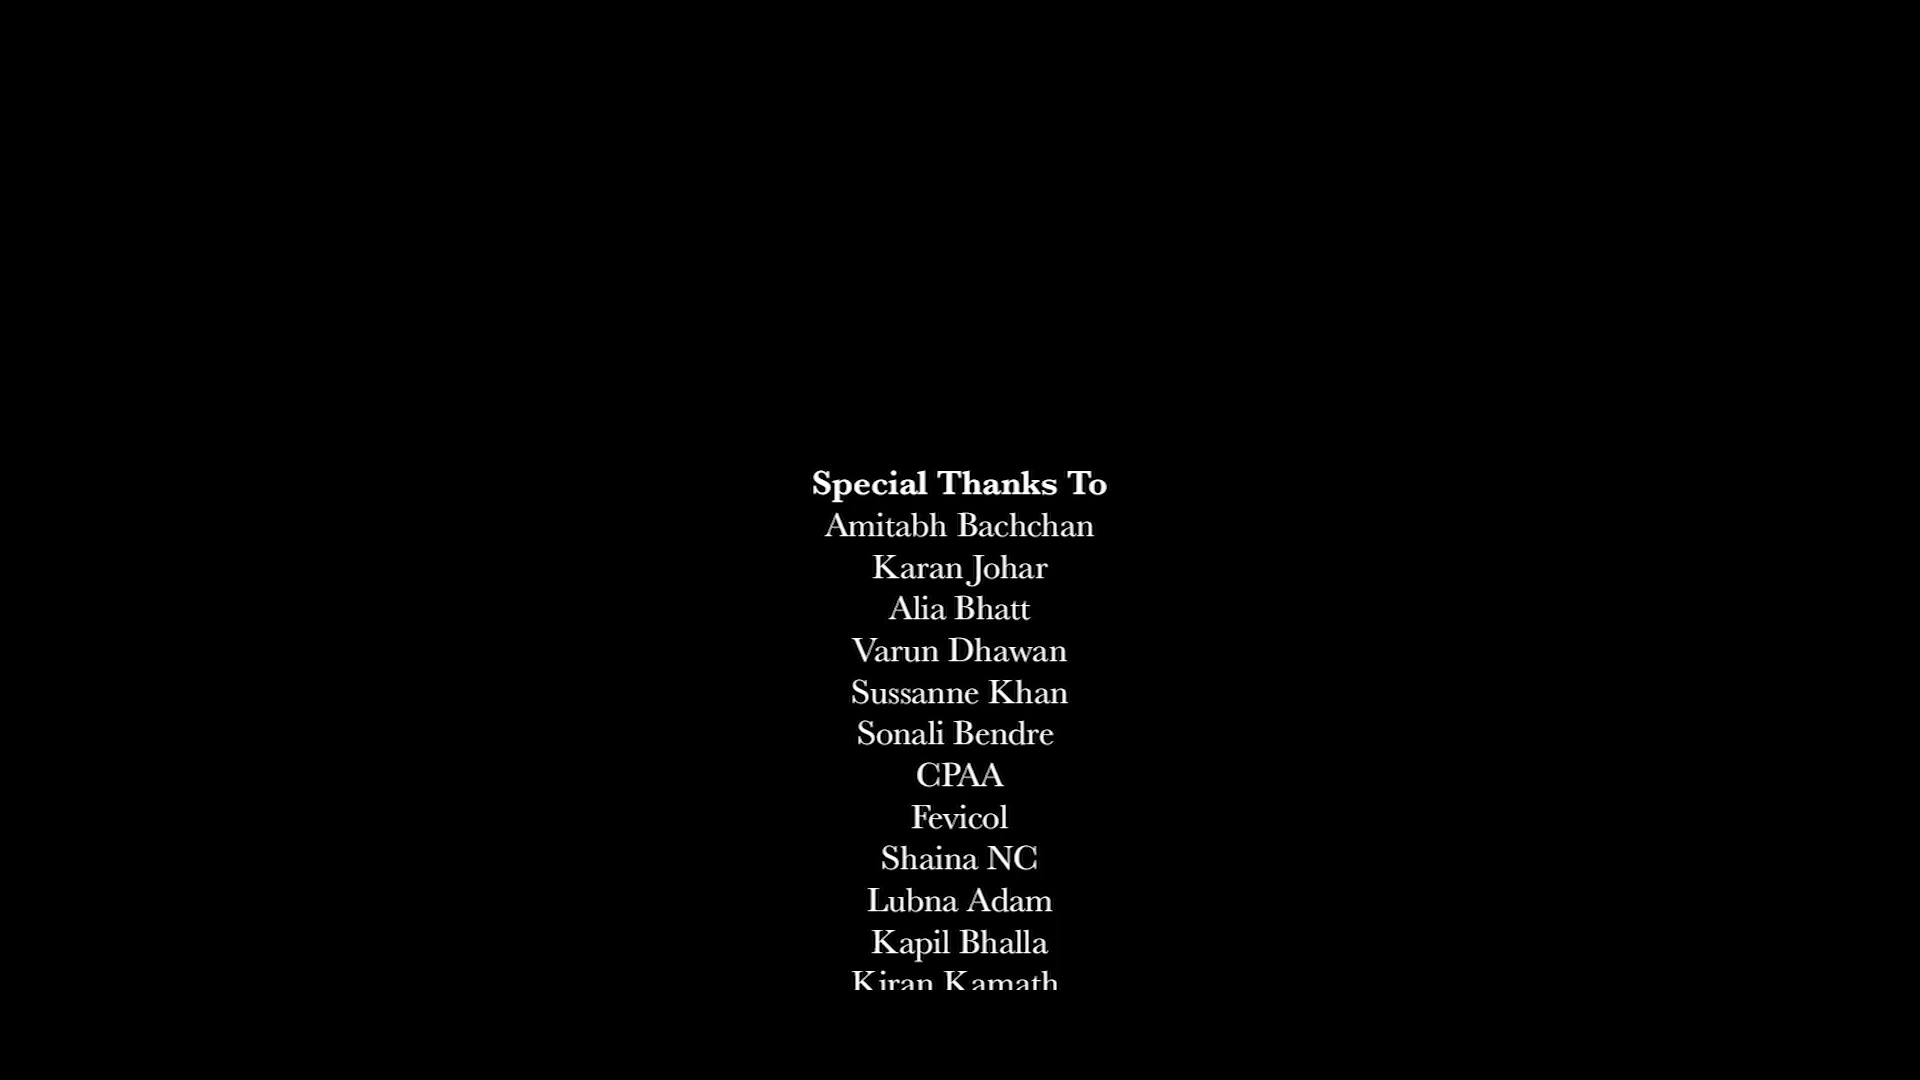 Special Thanks To
Amitabh Bachchan
Karan Johar
Alia Bhatt
Varun Dhawan
Sussanne Khan
Sonali Bendre
CPAA
Fevicol
Shaina NC
Lubna Adam
Kapil Bhalla
Kiran Kamath